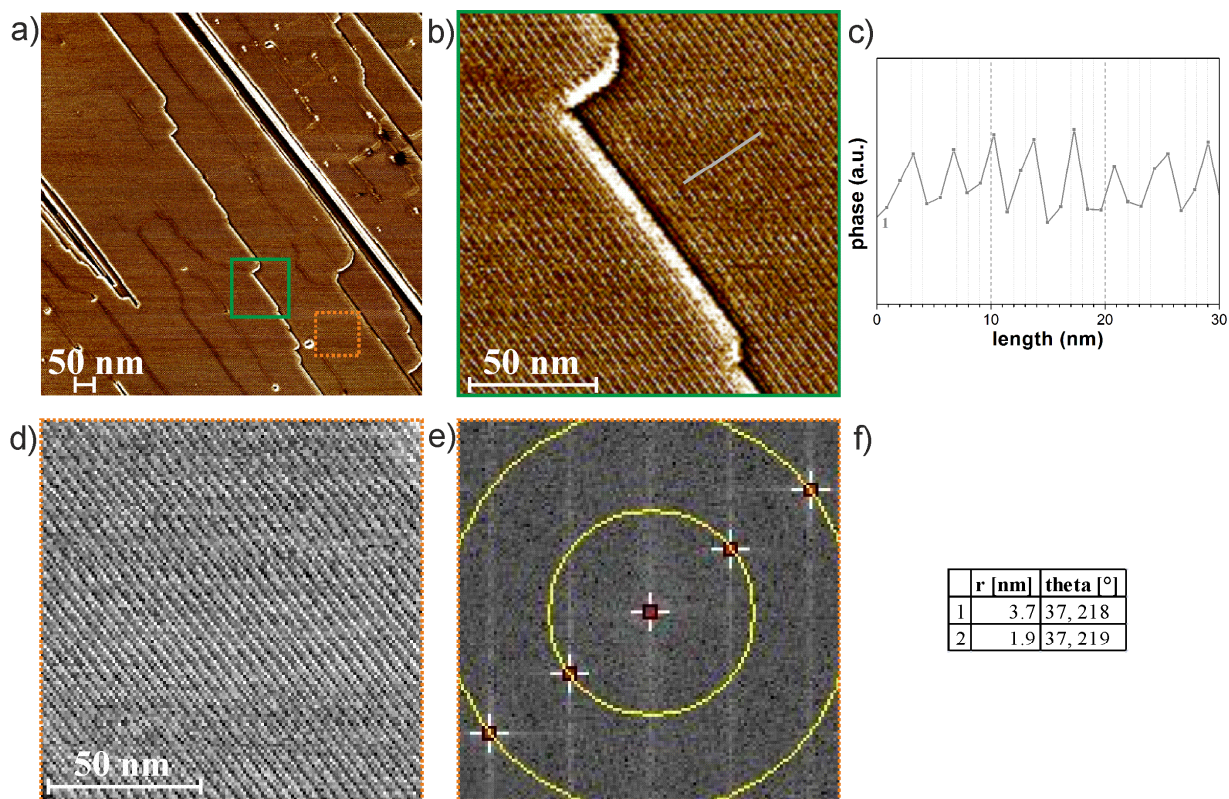 a)
50 nm
b)
50 nm
c)
phase (a.u.)
1
0 10 20 30
length (nm)
d)
50 nm
e)
f)
r [nm] theta [°]
1 3.7 37, 218
2 1.9 37, 219